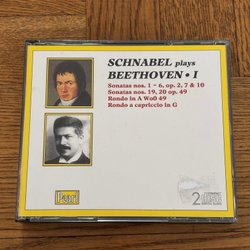 SCHNABEL plays
BEETHOVEN • I
Sonatas nos. 1 - 6, op. 2, 7 & 10
Sonatas nos. 19, 20 op. 49
Rondo in A WoO 49
Rondo a capriccio in G
Pearl
2